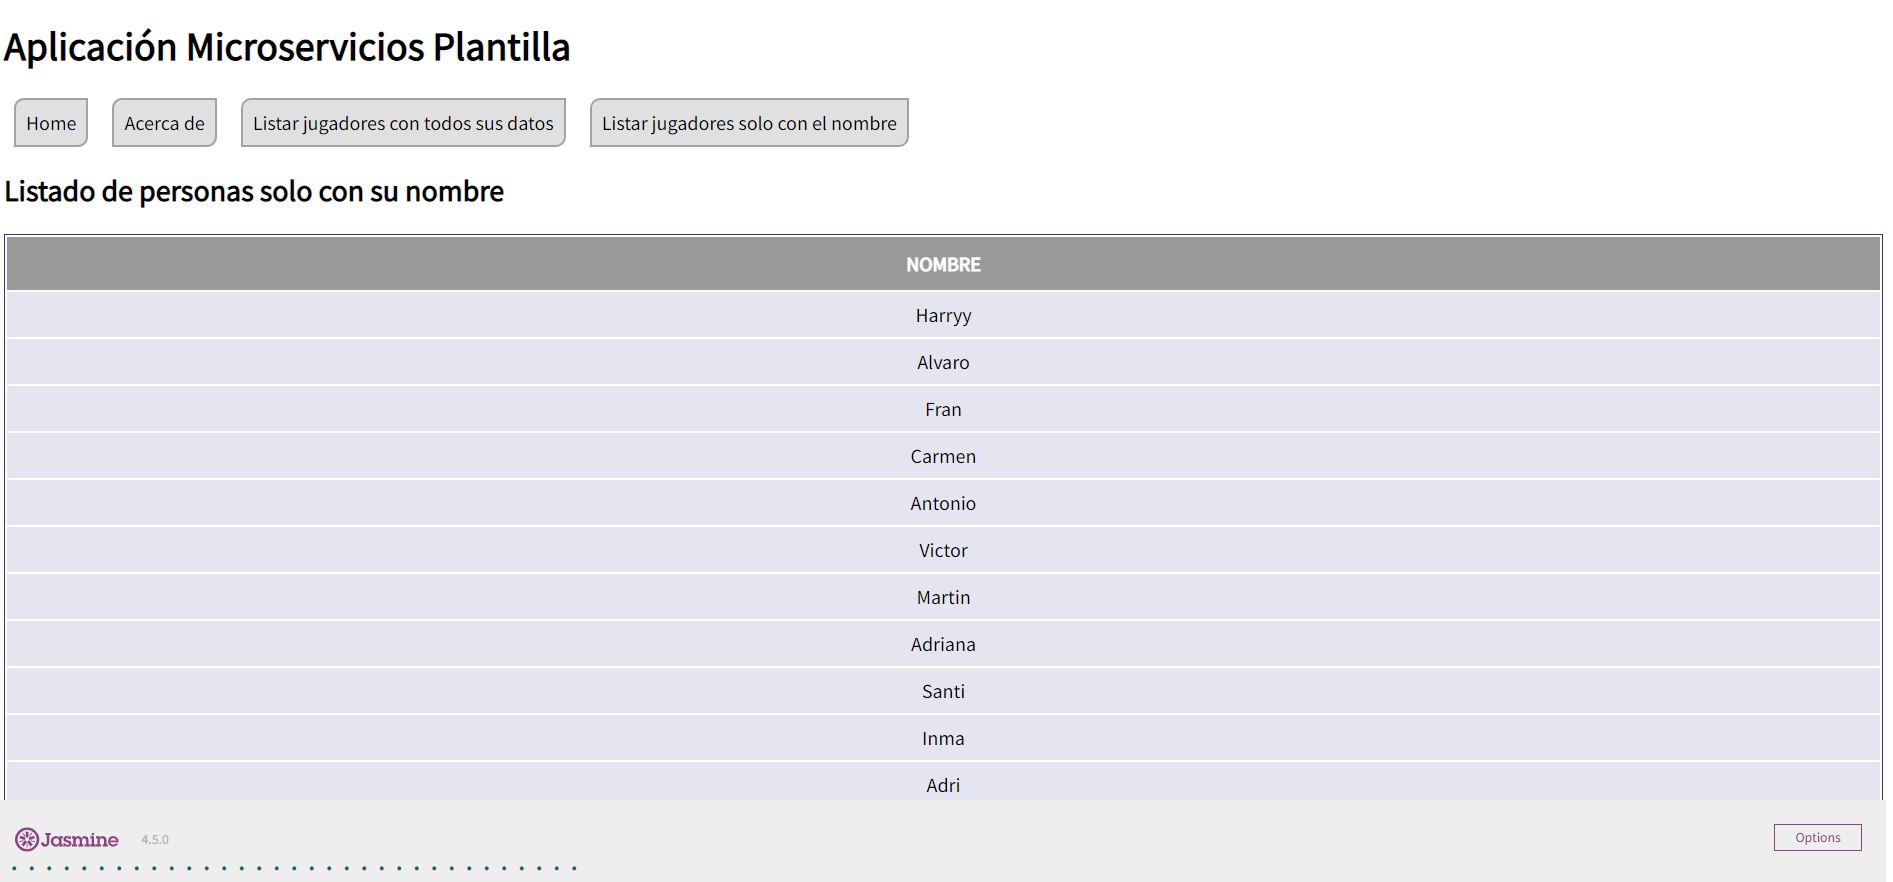 Aplicación Microservicios Plantilla
Home Acerca de Listar jugadores con todos sus datos Listar jugadores solo con el nombre
Listado de personas solo con su nombre
NOMBRE
Harryy
Alvaro
Fran
Carmen
Antonio
Victor
Martin
Adriana
Santi
Inma
Adri
Jasmine 4.5.0 Options